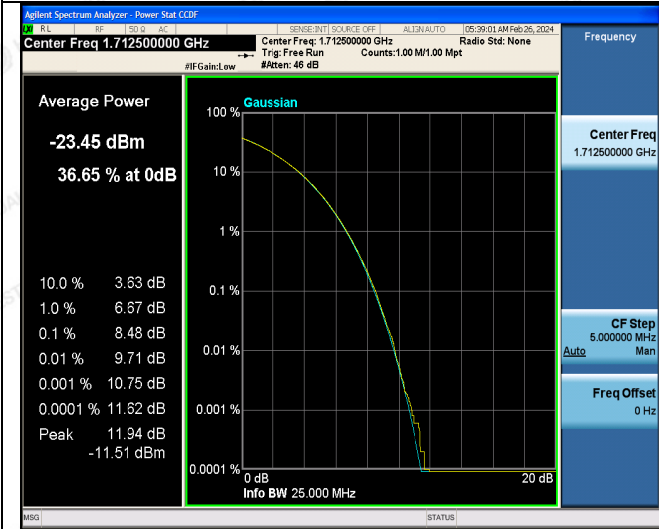 Agilent Spectrum Analyzer - Power Stat CCDF
RL RF 50 Ω AC SENSE:INT SOURCE OFF ALIGN AUTO 05:39:01 AM Feb 26, 2024
Center Freq 1.712500000 GHz
Center Freq: 1.712500000 GHz Radio Std: None
Trig: Free Run Counts:1.00 M/1.00 Mpt
#IFGain:Low #Atten: 46 dB
Frequency
Average Power
-23.45 dBm
36.65 % at 0dB
10.0 % 3.83 dB
1.0 % 6.87 dB
0.1 % 8.48 dB
0.01 % 9.71 dB
0.001 % 10.75 dB
0.0001 % 11.62 dB
Peak 11.94 dB
-11.51 dBm
Gaussian
100 %
10 %
1 %
0.1 %
0.01 %
0.001 %
0.0001 %
0 dB 20 dB
Info BW 25.000 MHz
Center Freq
1.712500000 GHz
CF Step
5.000000 MHz
Auto Man
Freq Offset
0 Hz
MSG STATUS